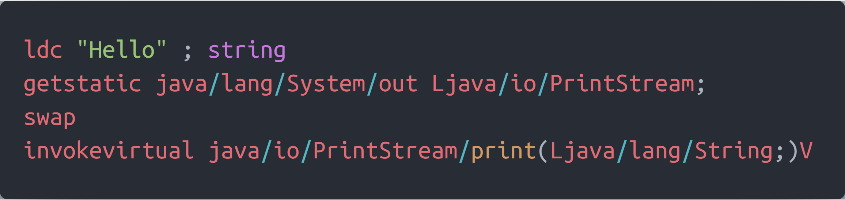 ldc "Hello" ; string
getstatic java/lang/System/out Ljava/io/PrintStream;
swap
invokevirtual java/io/PrintStream/print(Ljava/lang/String;)V